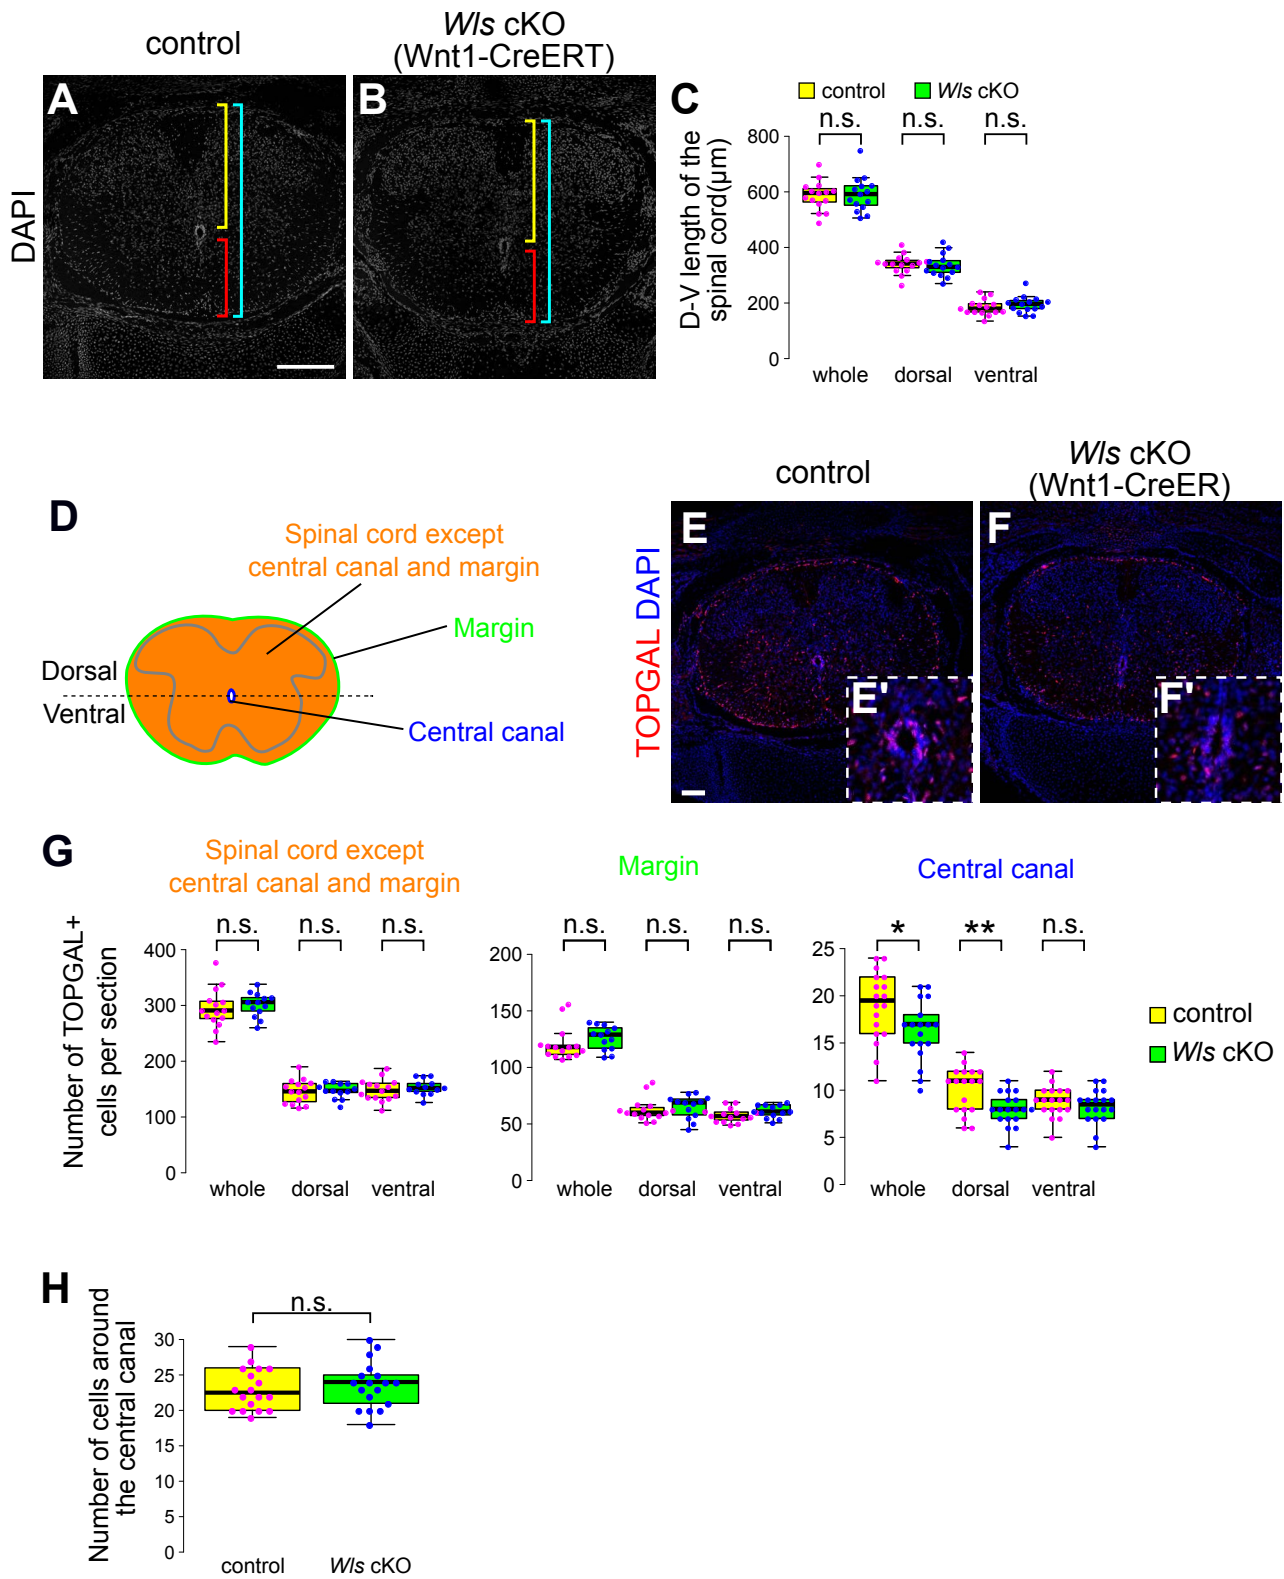 control
Wls cKO
(Wnt1-CreERT)
A
B
DAPI
C
control
Wls cKO
n.s.
n.s.
n.s.
D-V length of the
spinal cord(μm)
800
600
400
200
0
whole
dorsal
ventral
D
Spinal cord except
central canal and margin
Margin
Dorsal
Ventral
Central canal
control
Wls cKO
(Wnt1-CreER)
TOPGAL DAPI
E
F
E'
F'
G
Spinal cord except
central canal and margin
Margin
Central canal
Number of TOPGAL+
cells per section
n.s.
n.s.
n.s.
400
300
200
100
0
whole
dorsal
ventral
n.s.
n.s.
n.s.
200
150
100
50
0
whole
dorsal
ventral
*
**
n.s.
25
20
15
10
5
0
whole
dorsal
ventral
control
Wls cKO
H
n.s.
Number of cells around
the central canal
30
25
20
15
10
5
0
control
Wls cKO